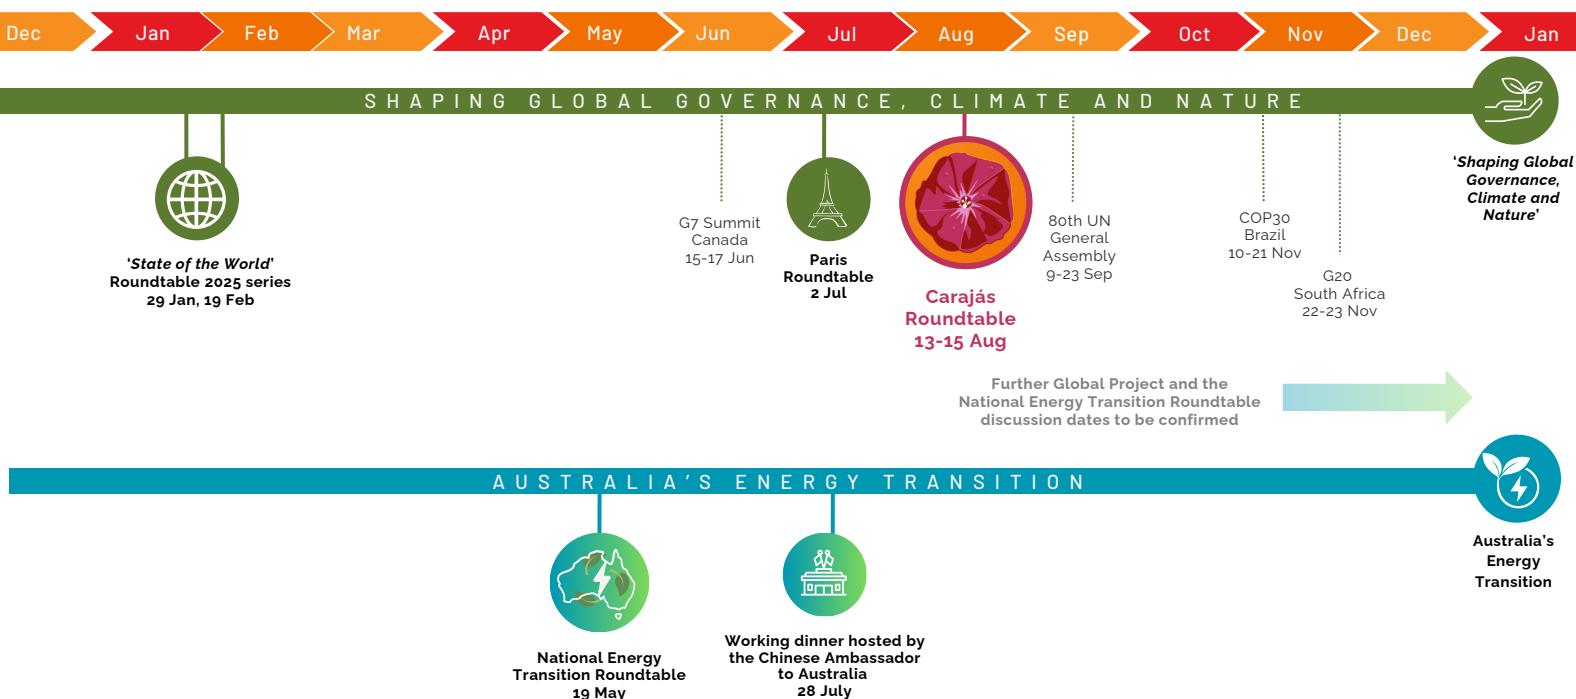 Dec
Jan
Feb
Mar
Apr
May
Jun
Jul
Aug
Sep
Oct
Nov
Dec
Jan
SHAPING GLOBAL GOVERNANCE, CLIMATE AND NATURE
'State of the World'
Roundtable 2025 series
29 Jan, 19 Feb
G7 Summit
Canada
15-17 Jun
Paris
Roundtable
2 Jul
Carajás
Roundtable
13-15 Aug
80th UN
General
Assembly
9-23 Sep
COP30
Brazil
10-21 Nov
G20
South Africa
22-23 Nov
'Shaping Global
Governance,
Climate and
Nature'
Further Global Project and the
National Energy Transition Roundtable
discussion dates to be confirmed
AUSTRALIA'S ENERGY TRANSITION
National Energy
Transition Roundtable
19 May
Working dinner hosted by
the Chinese Ambassador
to Australia
28 July
Australia's
Energy
Transition